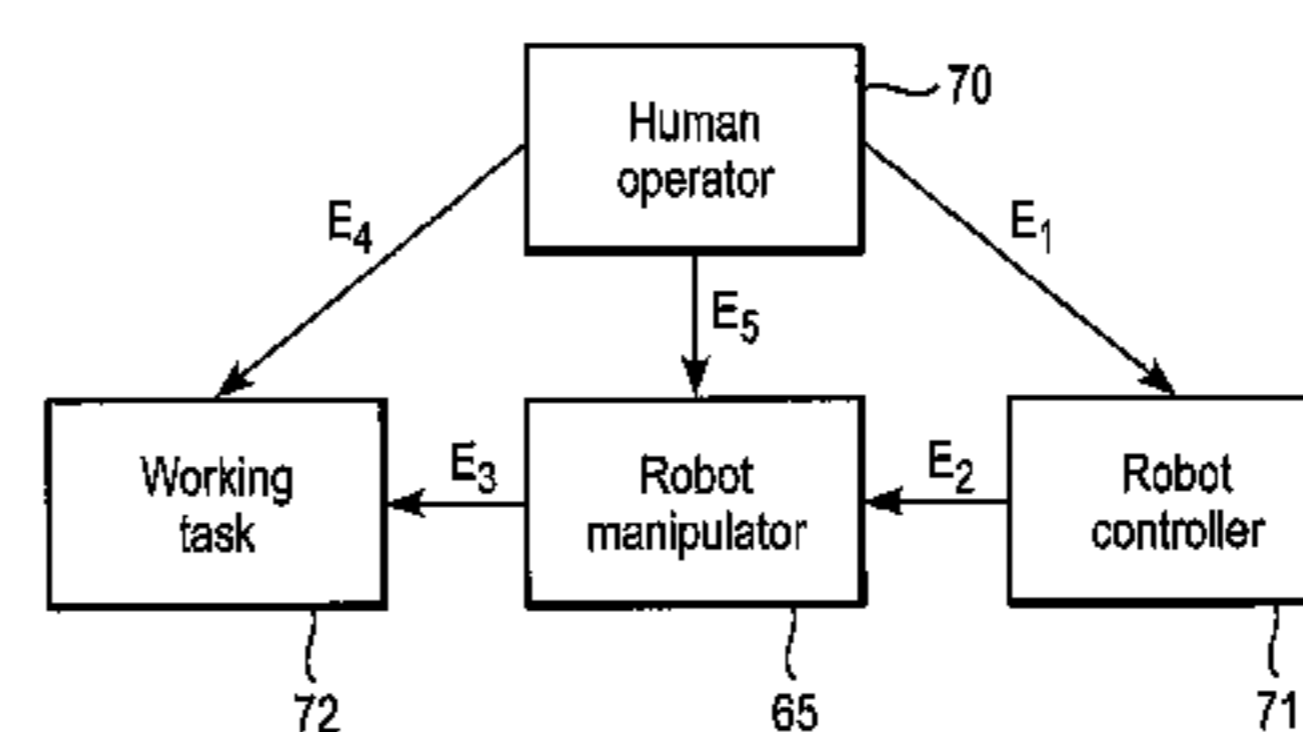 70
Human
operator
E4
E1
E5
Working
task
E3
Robot
manipulator
E2
Robot
controller
72
65
71